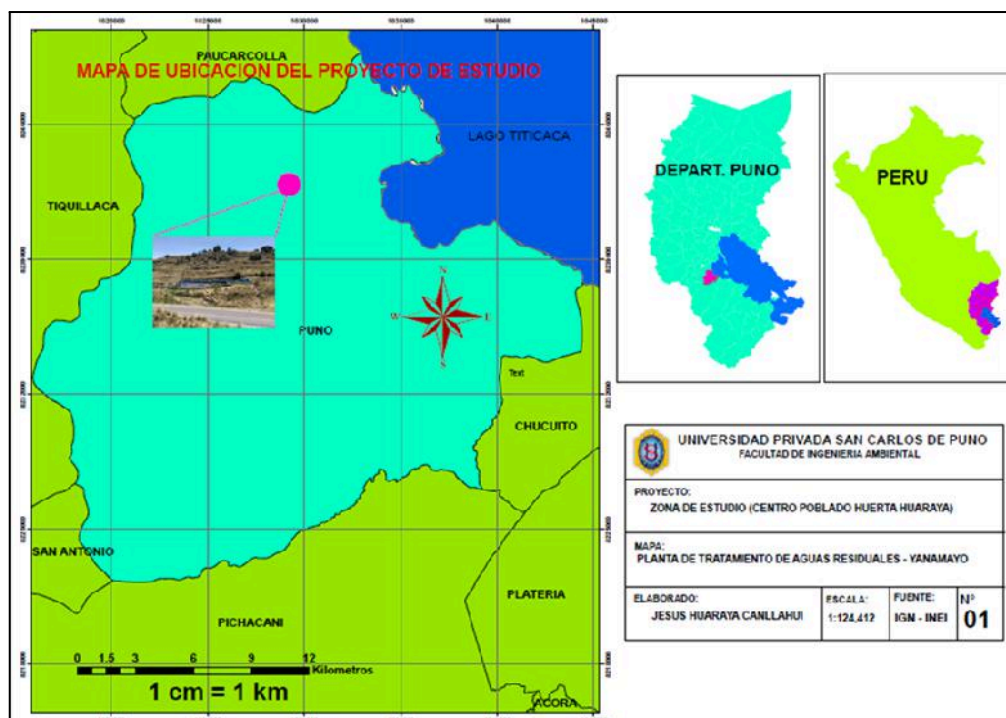 MAPA DE UBICACION DEL PROYECTO DE ESTUDIO
PAUCARCOLLA
LAGO TITICACA
TIQUILLACA
PUNO
N
W E
S
Text
CHUCUITO
SAN ANTONIO
PICHACANI
PLATERIA
ACORA
0 1.5 3 6 9 12
Kilometros
1 cm = 1 km
DEPART. PUNO
PERU
UNIVERSIDAD PRIVADA SAN CARLOS DE PUNO
FACULTAD DE INGENIERIA AMBIENTAL
PROYECTO:
ZONA DE ESTUDIO (CENTRO POBLADO HUERTA HUARAYA)
MAPA:
PLANTA DE TRATAMIENTO DE AGUAS RESIDUALES - YANAMAYO
ELABORADO:
JESUS HUARAYA CANLLAHUI
ESCALA:
1:124,412
FUENTE:
IGN - INEI
Nº
01